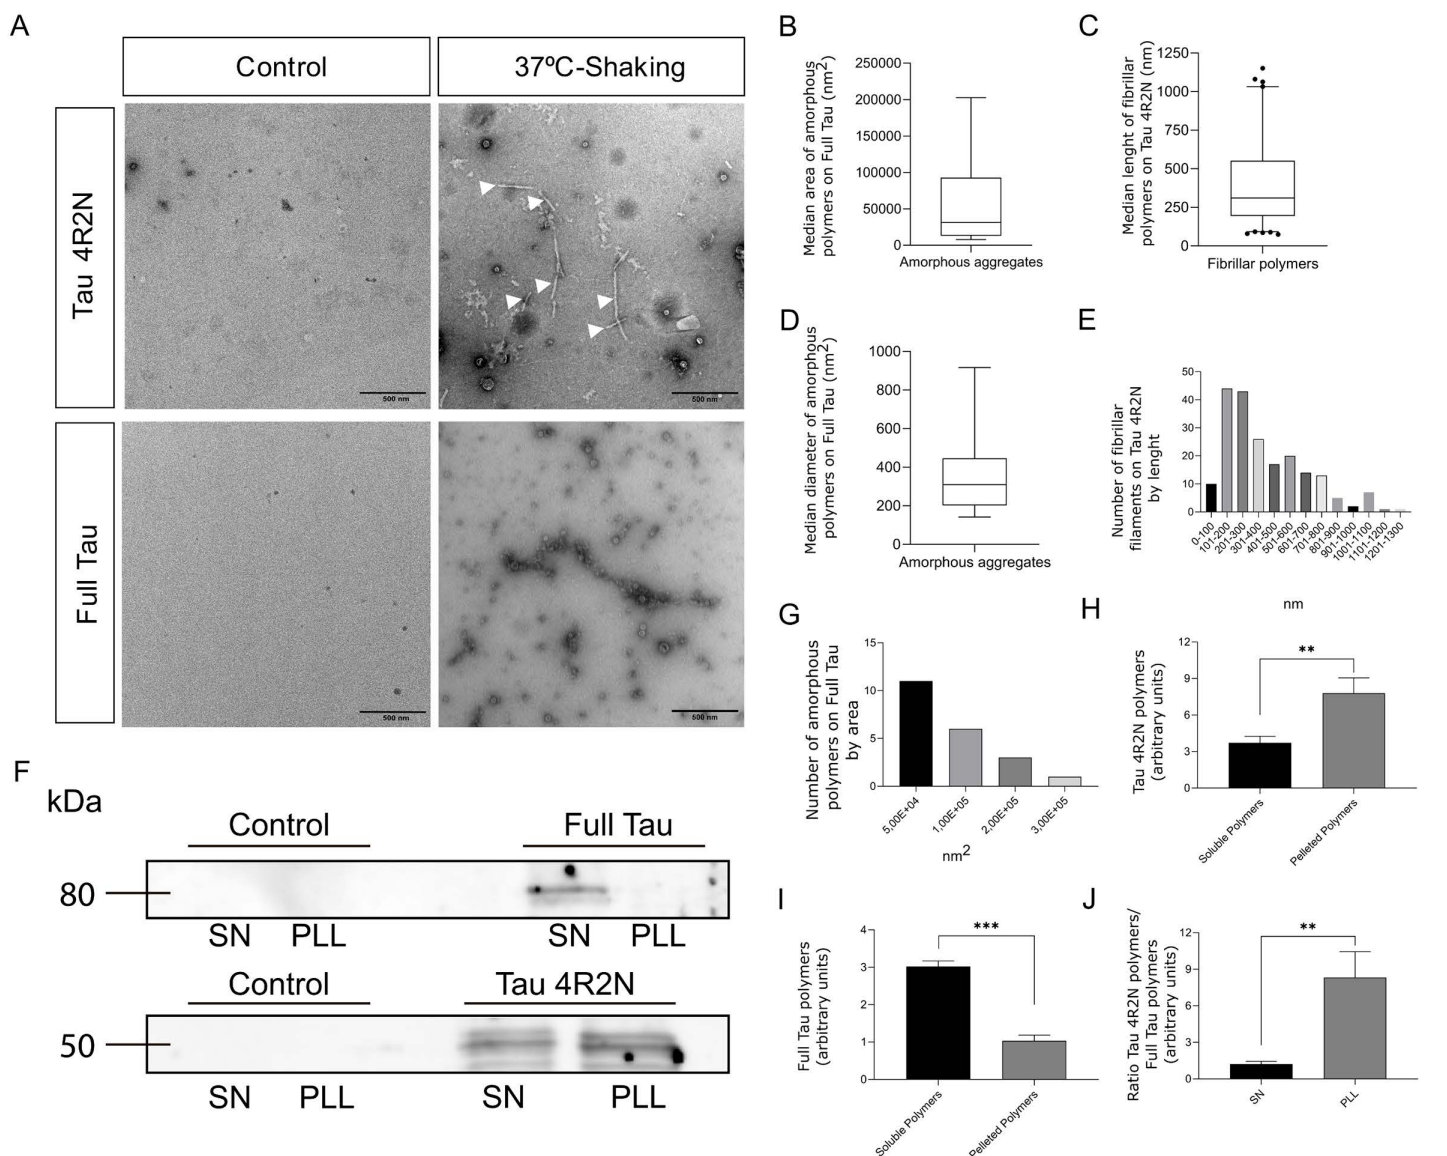 A
Control
37ºC-Shaking
Tau 4R2N
500 nm
500 nm
Full Tau
500 nm
500 nm
B
Median area of amorphous
polymers on Full Tau (nm2)
250000
200000
150000
100000
50000
0
Amorphous aggregates
C
Median lenght of fibrillar
polymers on Tau 4R2N (nm)
1250
1000
750
500
250
0
Fibrillar polymers
D
Median diameter of amorphous
polymers on Full Tau (nm2)
1000
800
600
400
200
0
Amorphous aggregates
E
Number of fibrillar
filaments on Tau 4R2N
by lenght
50
40
30
20
10
0
0-100
101-200
201-300
301-400
401-500
501-600
601-700
701-800
801-900
901-1000
1001-1100
1101-1200
1201-1300
nm
F
kDa
Control
Full Tau
80
SN PLL SN PLL
Control
Tau 4R2N
50
SN PLL SN PLL
G
Number of amorphous
polymers on Full Tau
by area
15
10
5
0
5,00E+04
1,00E+05
2,00E+05
3,00E+05
nm2
H
Tau 4R2N polymers
(arbitrary units)
12
9
6
3
0
**
Soluble Polymers
Pelleted Polymers
I
Full Tau polymers
(arbitrary units)
4
3
2
1
0
***
Soluble Polymers
Pelleted Polymers
J
Ratio Tau 4R2N polymers/
Full Tau polymers
(arbitrary units)
12
9
6
3
0
**
SN
PLL